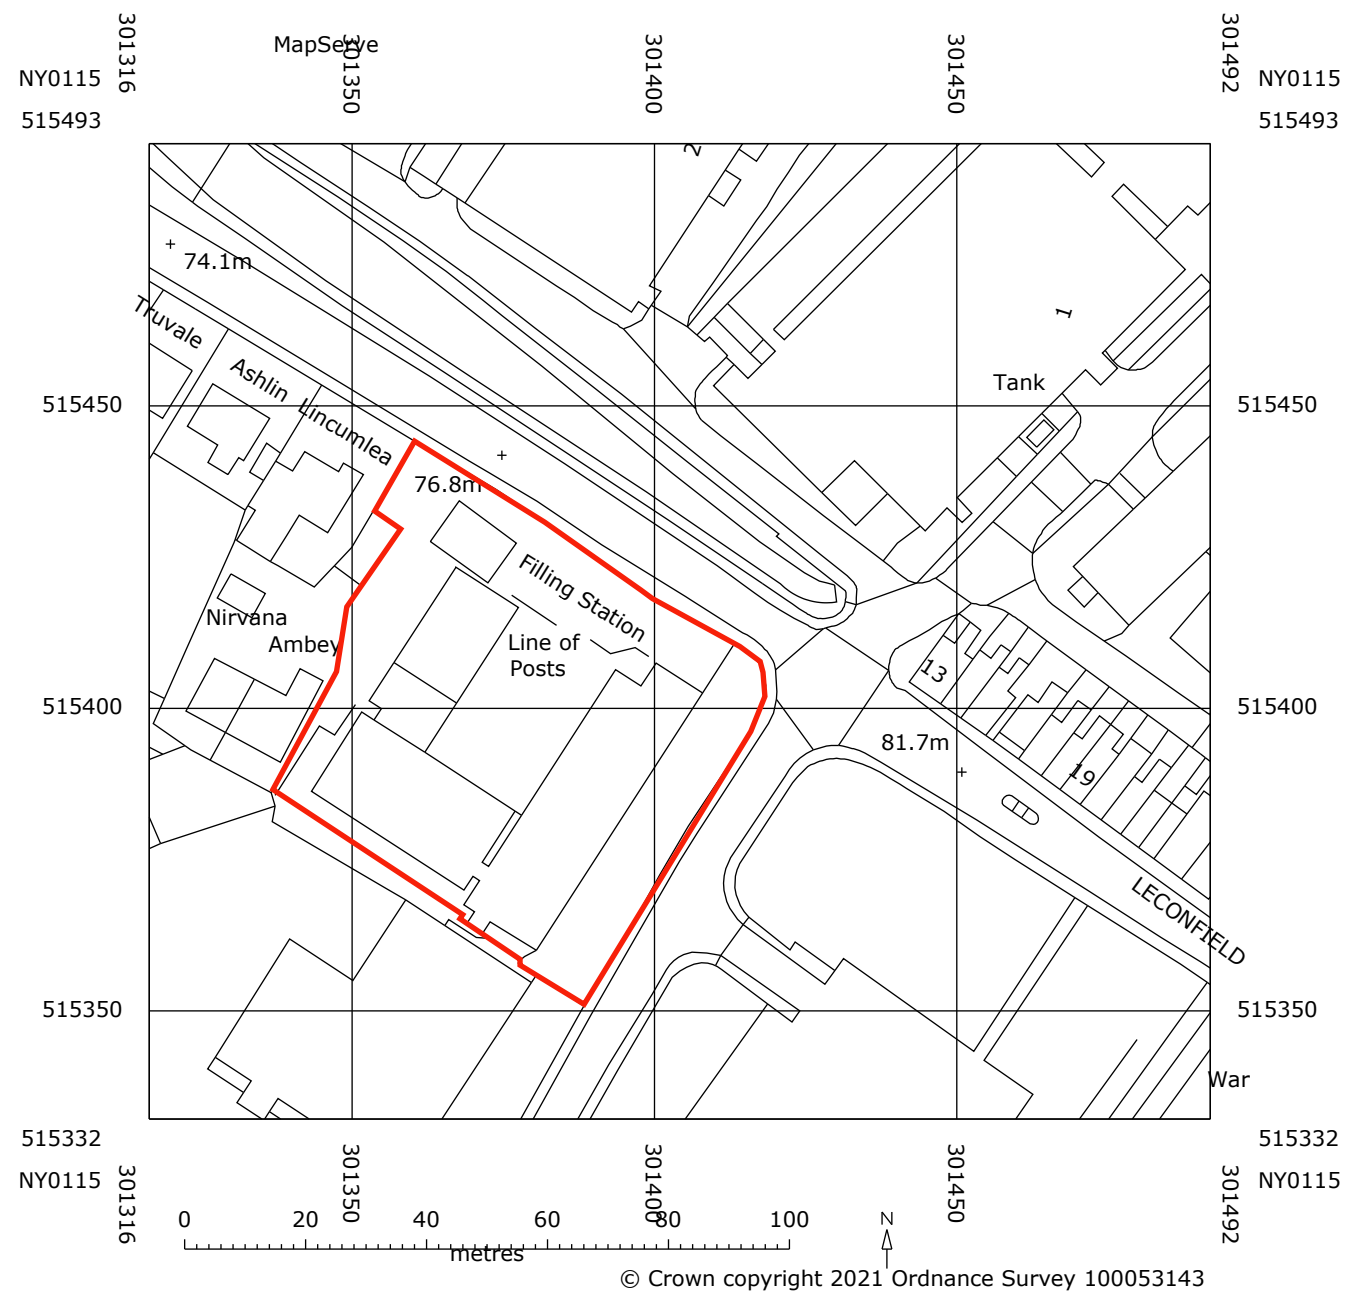 MapServe
301316
301350
301400
301450
301492
NY0115
NY0115
515493
515493
2
74.1m
Truvale
1
Ashlin
Lincumlea
Tank
515450
515450
76.8m
Filling Station
Nirvana
Ambey
Line of
Posts
13
515400
515400
81.7m
19
LECONFIELD
515350
515350
War
515332
515332
NY0115
NY0115
301316
301350
301400
301450
301492
0 20 40 60 80 100
metres
N
© Crown copyright 2021 Ordnance Survey 100053143